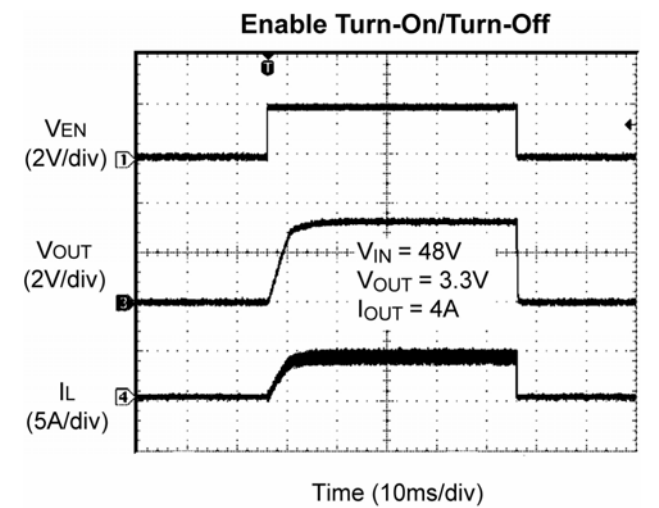 Enable Turn-On/Turn-Off
T
VEN
(2V/div)
1
VOUT
(2V/div)
3
VIN = 48V
VOUT = 3.3V
IOUT = 4A
IL
(5A/div)
4
Time (10ms/div)